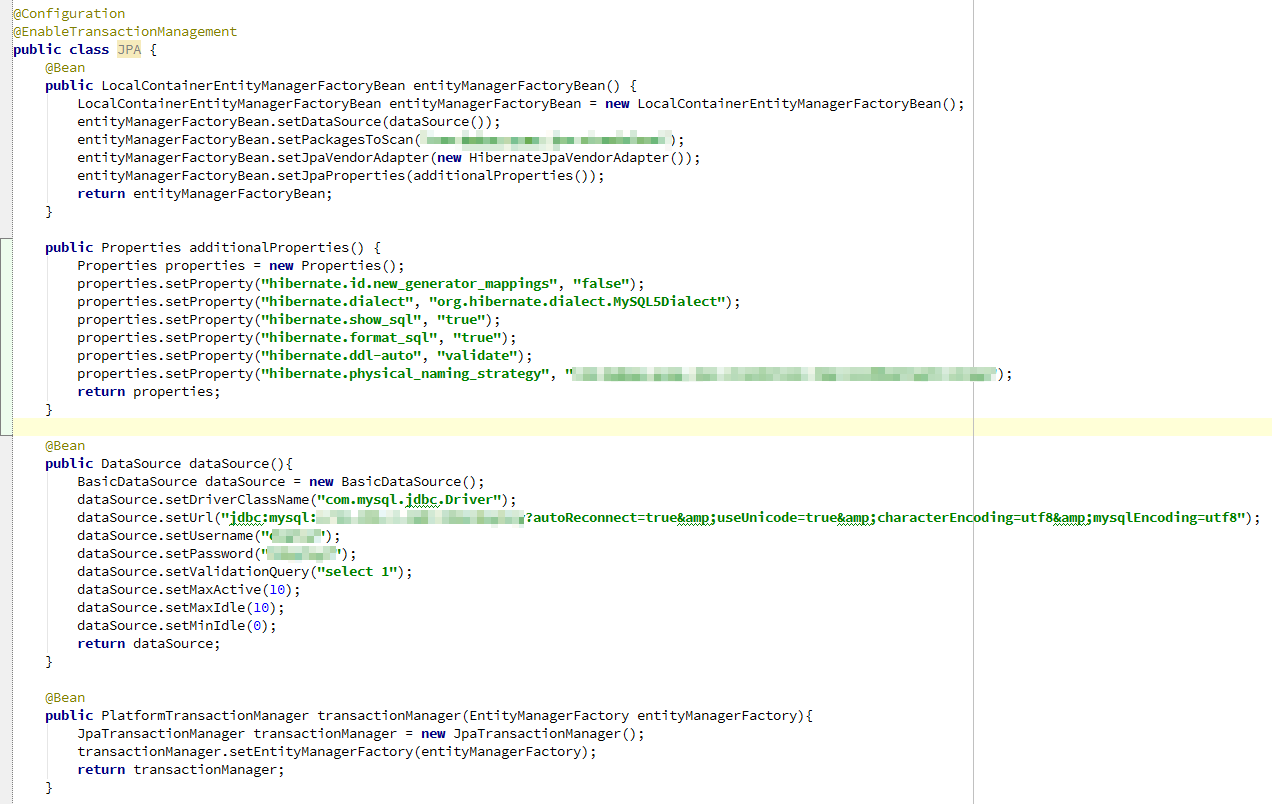 @Configuration
@EnableTransactionManagement
public class JPA {
@Bean
public LocalContainerEntityManagerFactoryBean entityManagerFactoryBean() {
LocalContainerEntityManagerFactoryBean entityManagerFactoryBean = new LocalContainerEntityManagerFactoryBean();
entityManagerFactoryBean.setDataSource(dataSource());
entityManagerFactoryBean.setPackagesToScan("");
entityManagerFactoryBean.setJpaVendorAdapter(new HibernateJpaVendorAdapter());
entityManagerFactoryBean.setJpaProperties(additionalProperties());
return entityManagerFactoryBean;
}
public Properties additionalProperties() {
Properties properties = new Properties();
properties.setProperty("hibernate.id.new_generator_mappings", "false");
properties.setProperty("hibernate.dialect", "org.hibernate.dialect.MySQL5Dialect");
properties.setProperty("hibernate.show_sql", "true");
properties.setProperty("hibernate.format_sql", "true");
properties.setProperty("hibernate.ddl-auto", "validate");
properties.setProperty("hibernate.physical_naming_strategy", "");
return properties;
}
@Bean
public DataSource dataSource(){
BasicDataSource dataSource = new BasicDataSource();
dataSource.setDriverClassName("com.mysql.jdbc.Driver");
dataSource.setUrl("jdbc:mysql:?autoReconnect=true&amp;useUnicode=true&amp;characterEncoding=utf8&amp;mysqlEncoding=utf8");
dataSource.setUsername("");
dataSource.setPassword("");
dataSource.setValidationQuery("select 1");
dataSource.setMaxActive(10);
dataSource.setMaxIdle(10);
dataSource.setMinIdle(0);
return dataSource;
}
@Bean
public PlatformTransactionManager transactionManager(EntityManagerFactory entityManagerFactory){
JpaTransactionManager transactionManager = new JpaTransactionManager();
transactionManager.setEntityManagerFactory(entityManagerFactory);
return transactionManager;
}